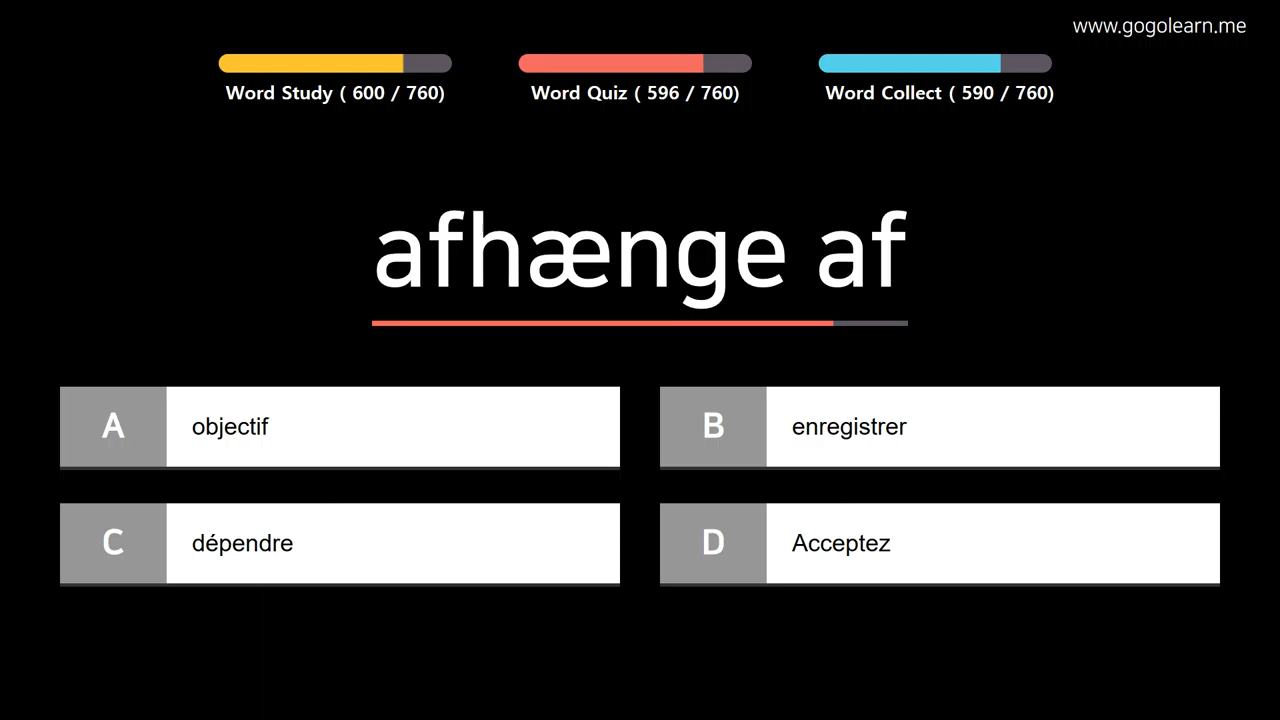 www.gogolearn.me
Word Study ( 600 / 760)
Word Quiz ( 596 / 760)
Word Collect ( 590 / 760)
afhænge af
A objectif
B enregistrer
C dépendre
D Acceptez